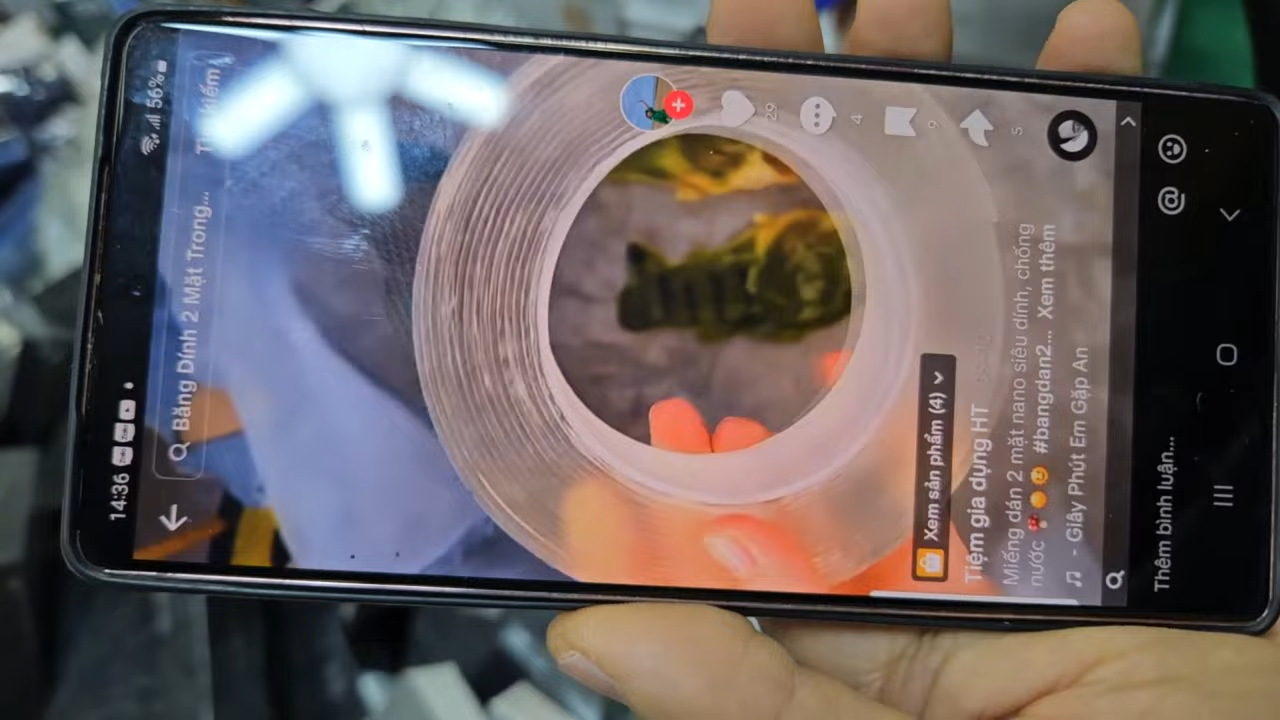 14:36
56%
Băng Dính 2 Mặt Trong...
29
4
9
5
Xem sản phẩm (4)
Tiệm gia dụng HT
Miếng dán 2 mặt nano siêu dính, chống
nước #bangdan2... Xem thêm
- Giây Phút Em Gặp An
Thêm bình luận...
@